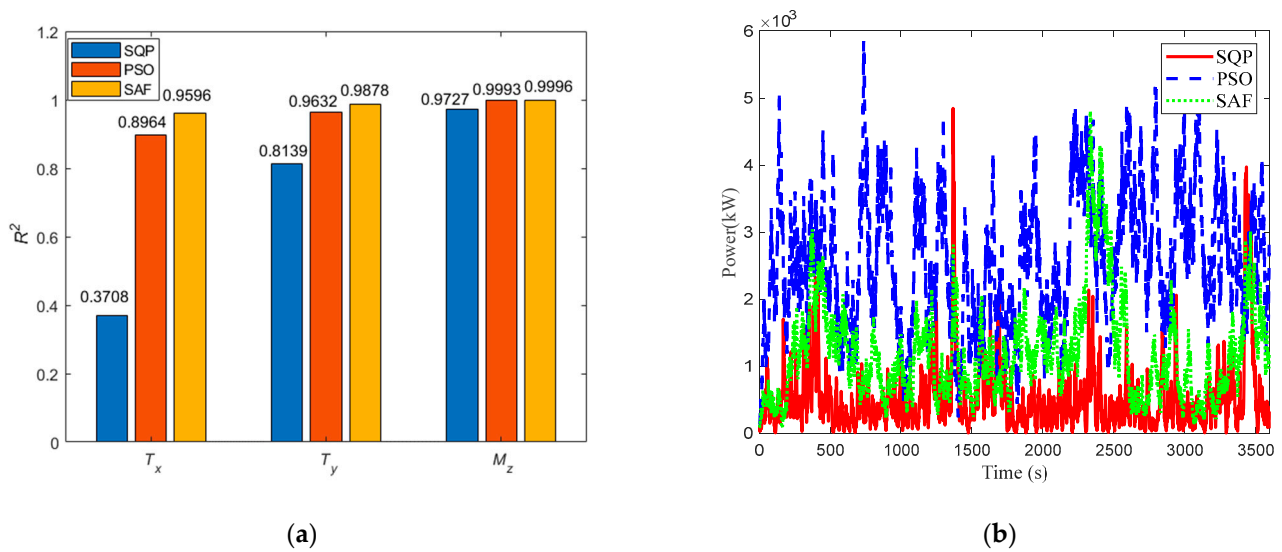 1.2
1
0.8
0.6
0.4
0.2
0
R²
SQP
PSO
SAF
0.3708
0.8964
0.9596
0.8139
0.9632
0.9878
0.9727
0.9993
0.9996
Tx
Ty
Mz
(a)
×10³
6
5
4
3
2
1
0
Power(kW)
SQP
PSO
SAF
0 500 1000 1500 2000 2500 3000 3500
Time (s)
(b)